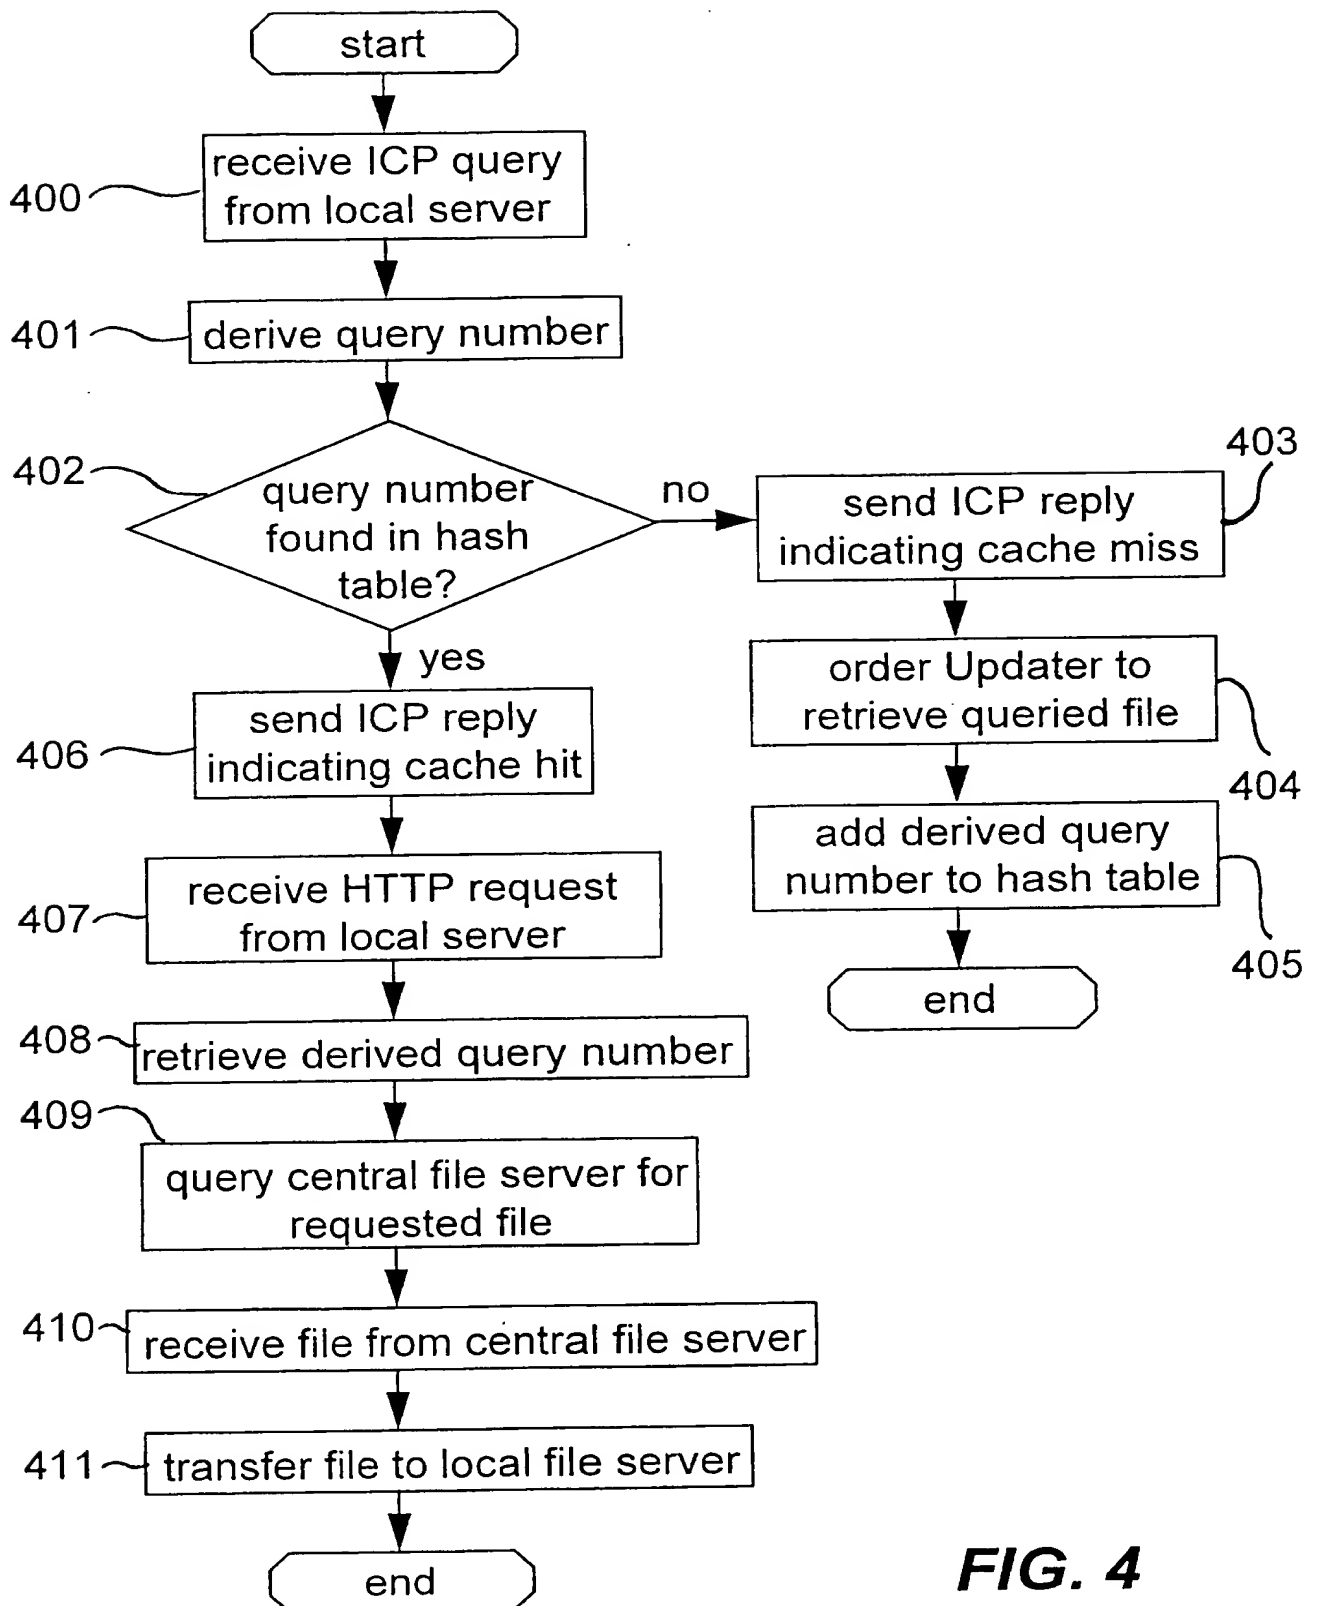 start
400
receive ICP query
from local server
401
derive query number
402
query number
found in hash
table?
no
403
send ICP reply
indicating cache miss
404
order Updater to
retrieve queried file
405
add derived query
number to hash table
end
yes
406
send ICP reply
indicating cache hit
407
receive HTTP request
from local server
408
retrieve derived query number
409
query central file server for
requested file
410
receive file from central file server
411
transfer file to local file server
end
FIG. 4